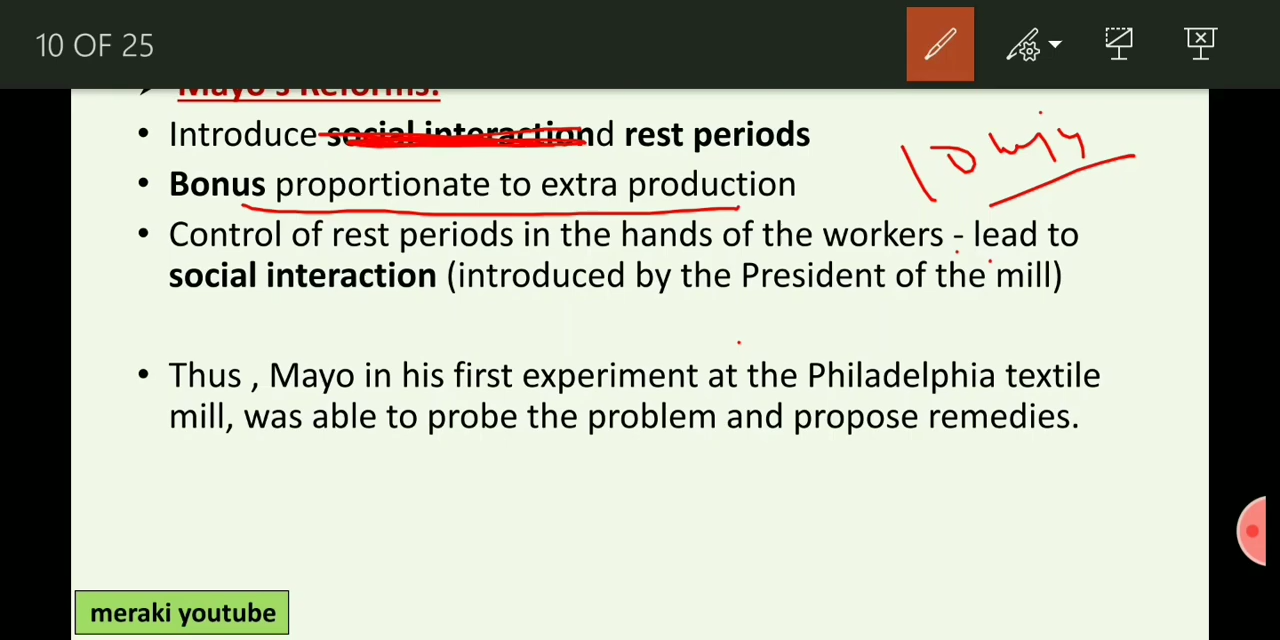 10 OF 25
Mayo's Reforms:
• Introduce social interactiond rest periods
• Bonus proportionate to extra production
• Control of rest periods in the hands of the workers - lead to
social interaction (introduced by the President of the mill)
• Thus , Mayo in his first experiment at the Philadelphia textile
mill, was able to probe the problem and propose remedies.
meraki youtube